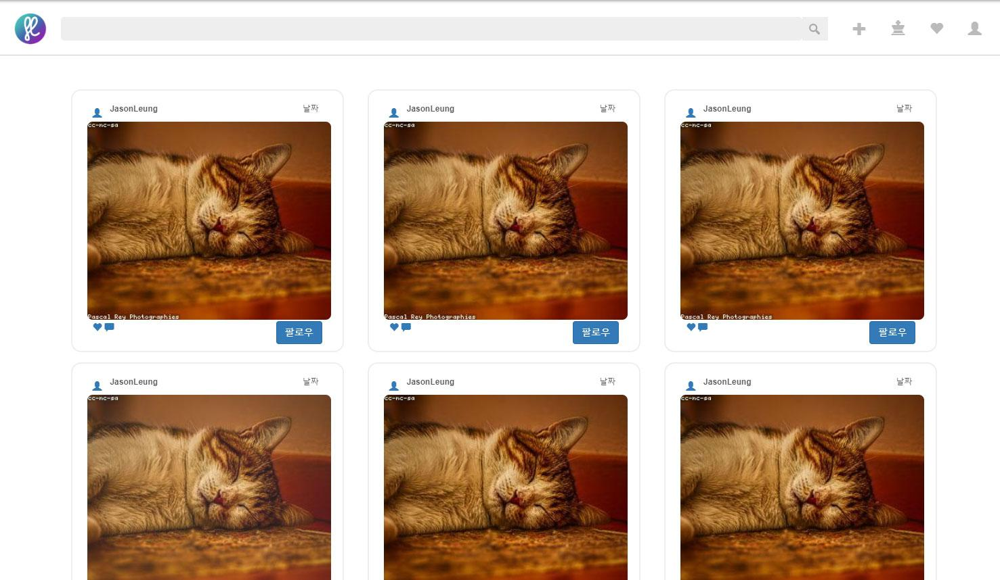 JasonLeung 날짜
cc-nc-sa
Pascal Rey Photographies
팔로우
JasonLeung 날짜
cc-nc-sa
Pascal Rey Photographies
팔로우
JasonLeung 날짜
cc-nc-sa
Pascal Rey Photographies
팔로우
JasonLeung 날짜
cc-nc-sa
JasonLeung 날짜
cc-nc-sa
JasonLeung 날짜
cc-nc-sa